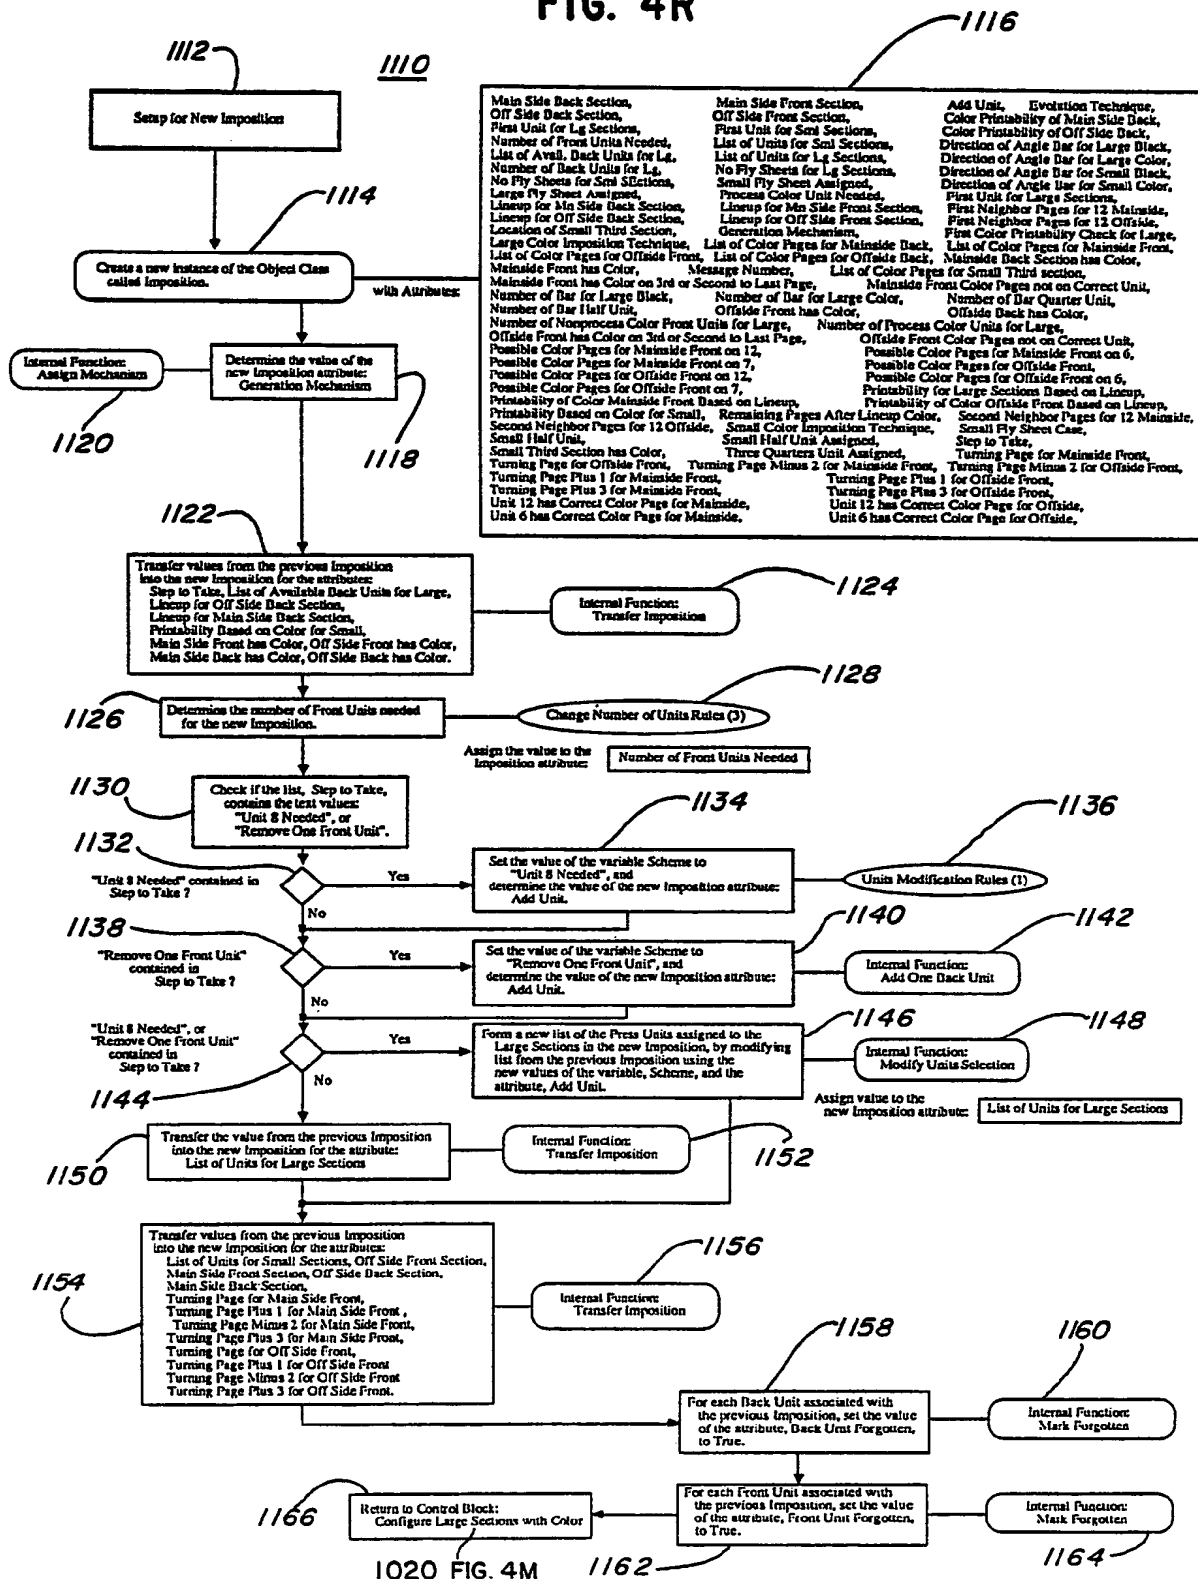 FIG. 4R
1112
1110
1116
Setup for New Imposition
Main Side Back Section, Main Side Front Section, Add Unit, Evolution Technique,
Off Side Back Section, Off Side Front Section, Color Printability of Main Side Back,
First Unit for Lg Sections, First Unit for Sml Sections, Color Printability of Off Side Back,
Number of Front Units Needed, List of Units for Sml Sections, Direction of Angle Bar for Large Black,
List of Avail. Back Units for Lg, List of Units for Lg Sections, Direction of Angle Bar for Large Color,
Number of Back Units for Lg, No Fly Sheets for Lg Sections, Direction of Angle Bar for Small Black,
No Fly Sheets for Sml SEctions, Small Fly Sheet Assigned, Direction of Angle Bar for Small Color,
Large Fly Sheet Assigned, Process Color Unit Needed, First Unit for Large Sections,
Lineup for Mn Side Back Section, Lineup for Mn Side Front Section, First Neighbor Pages for 12 Mainside,
Lineup for Off Side Back Section, Lineup for Off Side Front Section, First Neighbor Pages for 12 Offside,
Location of Small Third Section, Generation Mechanism, First Color Printability Check for Large,
Large Color Imposition Technique, List of Color Pages for Mainside Back, List of Color Pages for Mainside Front,
List of Color Pages for Offside Front, List of Color Pages for Offside Back, Mainside Back Section has Color,
Mainside Front has Color, Message Number, List of Color Pages for Small Third section,
Mainside Front has Color on 3rd or Second to Last Page, Mainside Front Color Pages not on Correct Unit,
Number of Bar for Large Black, Number of Bar for Large Color, Number of Bar Quarter Unit,
Number of Bar Half Unit, Offside Front has Color, Offside Back has Color,
Number of Nonprocess Color Front Units for Large, Number of Process Color Units for Large,
Offside Front has Color on 3rd or Second to Last Page, Offside Front Color Pages not on Correct Unit,
Possible Color Pages for Mainside Front on 12, Possible Color Pages for Mainside Front on 6,
Possible Color Pages for Mainside Front on 7, Possible Color Pages for Offside Front,
Possible Color Pages for Offside Front on 12, Possible Color Pages for Offside Front on 6,
Possible Color Pages for Offside Front on 7, Printability for Large Sections Based on Lineup,
Printability of Color Mainside Front Based on Lineup, Printability of Color Offside Front Based on Lineup,
Printability Based on Color for Small, Remaining Pages After Lineup Color, Second Neighbor Pages for 12 Mainside,
Second Neighbor Pages for 12 Offside, Small Color Imposition Technique, Small Fly Sheet Case,
Small Half Unit, Small Half Unit Assigned, Step to Take,
Small Third Section has Color, Three Quarters Unit Assigned, Turning Page for Mainside Front,
Turning Page for Offside Front, Turning Page Minus 2 for Mainside Front, Turning Page Minus 2 for Offside Front,
Turning Page Plus 1 for Mainside Front, Turning Page Plus 1 for Offside Front,
Turning Page Plus 3 for Mainside Front, Turning Page Plus 3 for Offside Front,
Unit 12 has Correct Color Page for Mainside, Unit 12 has Correct Color Page for Offside,
Unit 6 has Correct Color Page for Mainside, Unit 6 has Correct Color Page for Offside,
1114
Create a new instance of the Object Class
called Imposition.
with Attributes:
Internal Function:
Assign Mechanism
1120
Determine the value of the
new Imposition attribute:
Generation Mechanism
1118
1122
Transfer values from the previous Imposition
into the new Imposition for the attributes:
Step to Take, List of Available Back Units for Large,
Lineup for Off Side Back Section,
Lineup for Main Side Back Section,
Printability Based on Color for Small,
Main Side Front has Color, Off Side Front has Color,
Main Side Back has Color, Off Side Back has Color.
1124
Internal Function:
Transfer Imposition
1126
Determine the number of Front Units needed
for the new Imposition.
1128
Change Number of Units Rules (3)
Assign the value to the
Imposition attribute:
Number of Front Units Needed
1130
Check if the list, Step to Take,
contains the text values:
"Unit 8 Needed", or
"Remove One Front Unit".
1132
"Unit 8 Needed" contained in
Step to Take ?
Yes
No
1134
Set the value of the variable Scheme to
"Unit 8 Needed", and
determine the value of the new Imposition attribute:
Add Unit.
1136
Units Modification Rules (1)
1138
"Remove One Front Unit"
contained in
Step to Take ?
Yes
No
1140
Set the value of the variable Scheme to
"Remove One Front Unit", and
determine the value of the new Imposition attribute:
Add Unit.
1142
Internal Function:
Add One Back Unit
"Unit 8 Needed", or
"Remove One Front Unit"
contained in
Step to Take ?
1144
Yes
No
1146
Form a new list of the Press Units assigned to the
Large Sections in the new Imposition, by modifying
list from the previous Imposition using the
new values of the variable, Scheme, and the
attribute, Add Unit.
1148
Internal Function:
Modify Units Selection
Assign value to the
new Imposition attribute:
List of Units for Large Sections
1150
Transfer the value from the previous Imposition
into the new Imposition for the attribute:
List of Units for Large Sections
Internal Function:
Transfer Imposition
1152
1154
Transfer values from the previous Imposition
into the new Imposition for the attributes:
List of Units for Small Sections, Off Side Front Section,
Main Side Front Section, Off Side Back Section,
Main Side Back Section,
Turning Page for Main Side Front,
Turning Page Plus 1 for Main Side Front ,
Turning Page Minus 2 for Main Side Front,
Turning Page Plus 3 for Main Side Front,
Turning Page for Off Side Front,
Turning Page Plus 1 for Off Side Front
Turning Page Minus 2 for Off Side Front
Turning Page Plus 3 for Off Side Front.
1156
Internal Function:
Transfer Imposition
1158
For each Back Unit associated with
the previous Imposition, set the value
of the attribute, Back Unit Forgotten,
to True.
1160
Internal Function:
Mark Forgotten
For each Front Unit associated with
the previous Imposition, set the value
of the attribute, Front Unit Forgotten,
to True.
1162
Internal Function:
Mark Forgotten
1164
1166
Return to Control Block:
Configure Large Sections with Color
1020 FIG. 4M